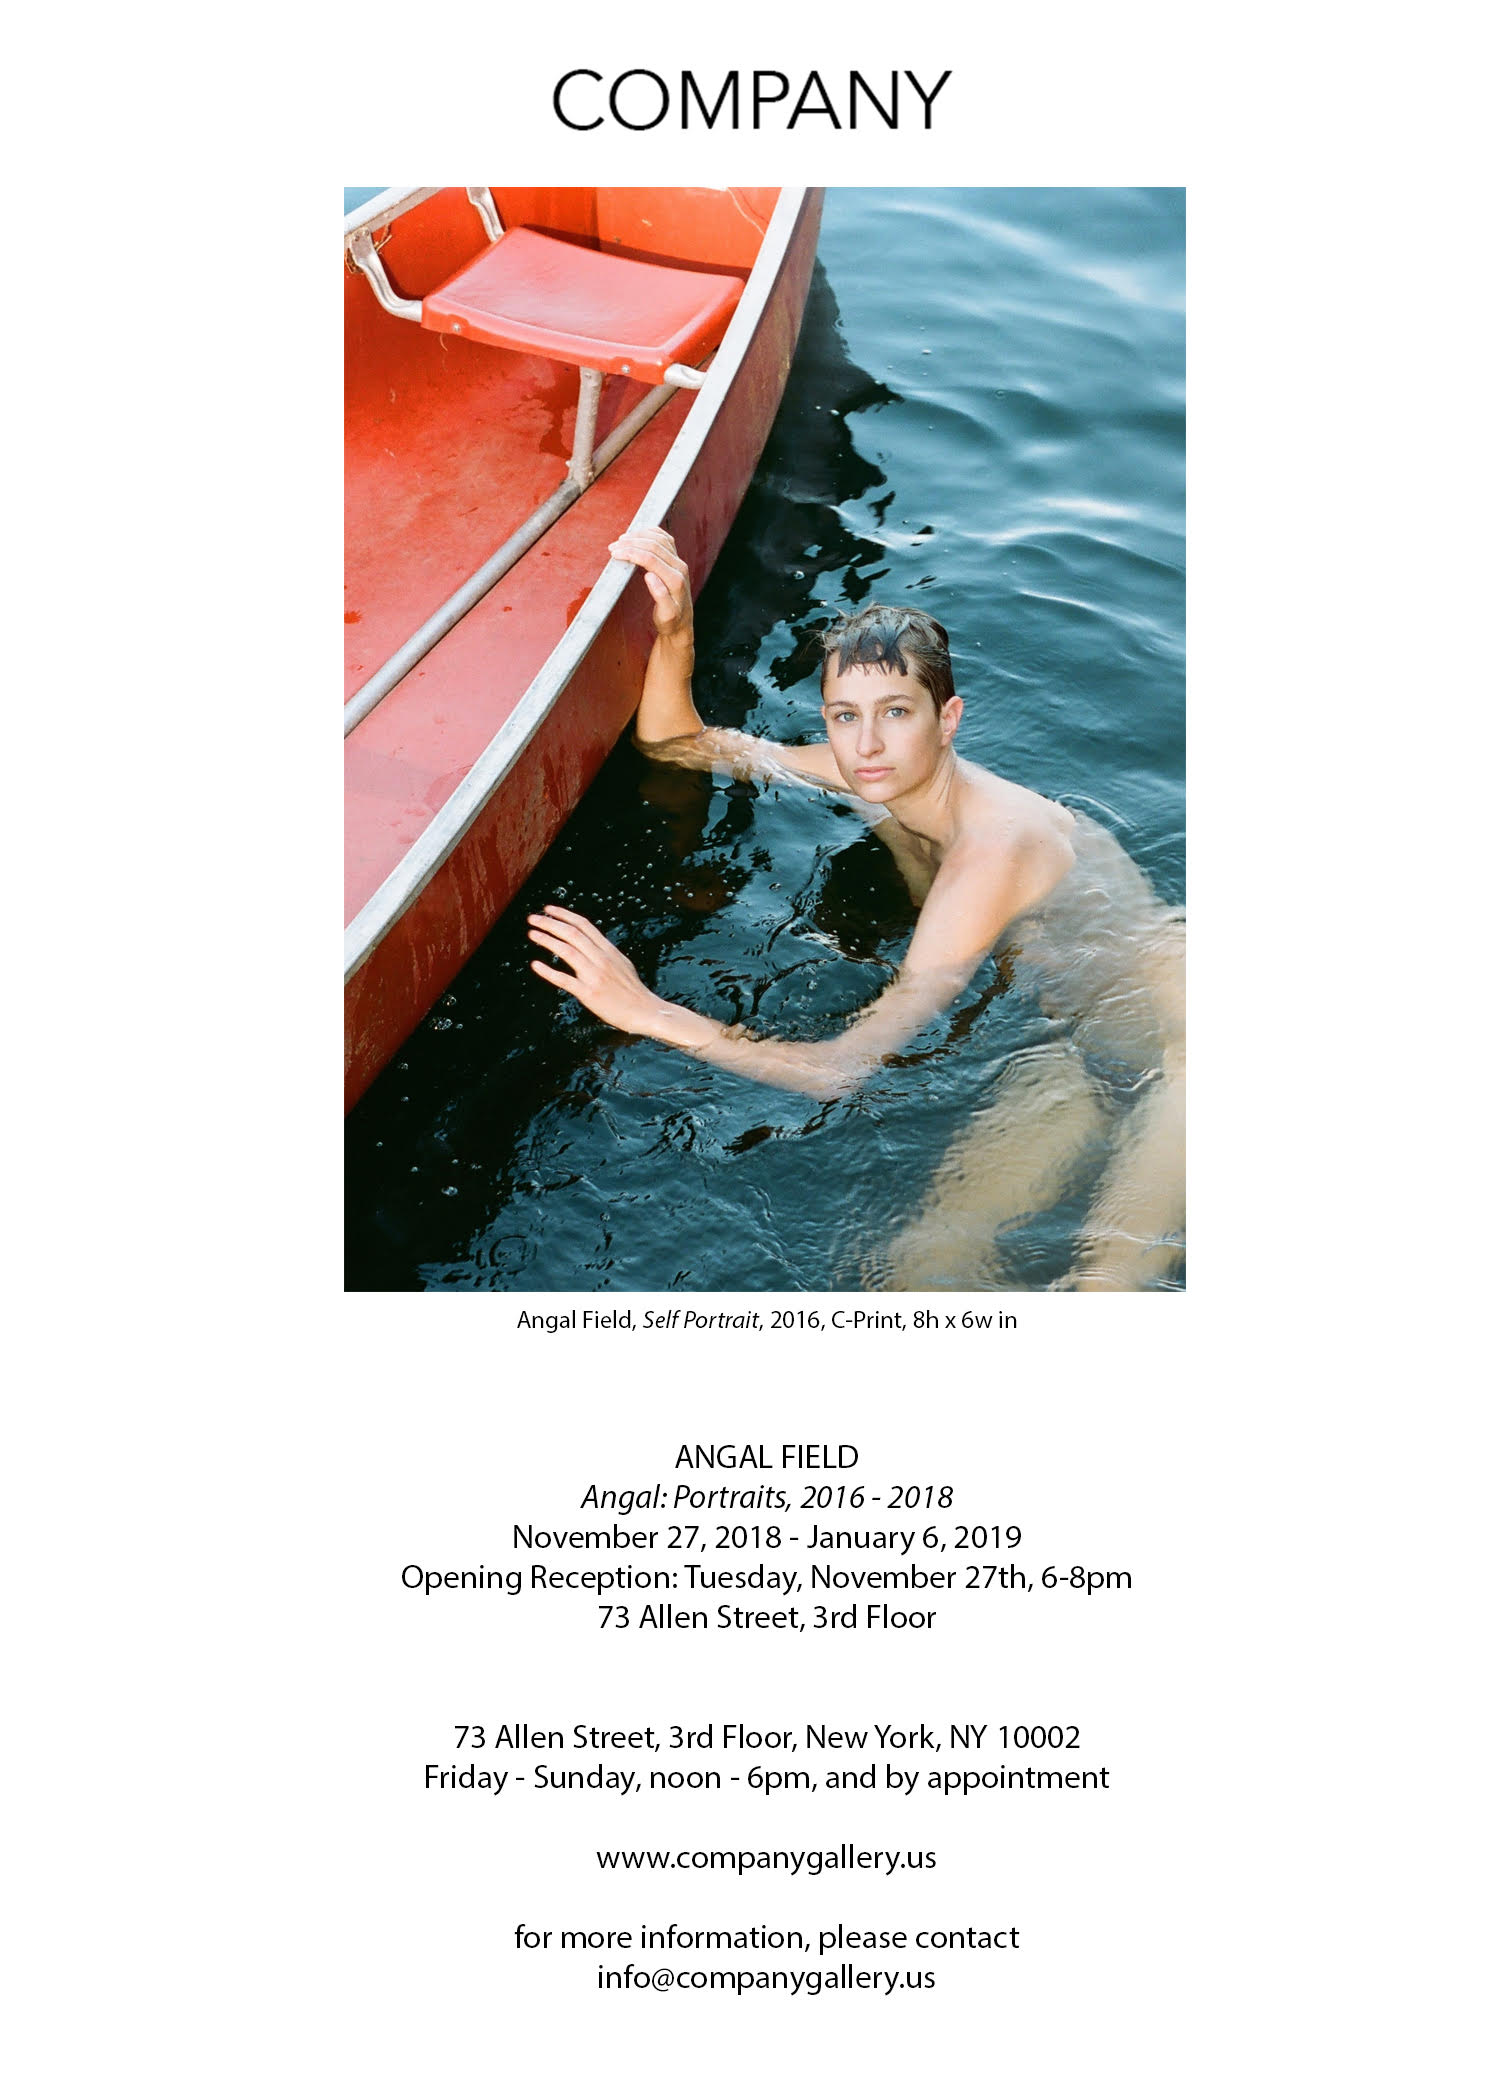 COMPANY
Angal Field, Self Portrait, 2016, C-Print, 8h x 6w in
ANGAL FIELD
Angal: Portraits, 2016 - 2018
November 27, 2018 - January 6, 2019
Opening Reception: Tuesday, November 27th, 6-8pm
73 Allen Street, 3rd Floor
73 Allen Street, 3rd Floor, New York, NY 10002
Friday - Sunday, noon - 6pm, and by appointment
www.companygallery.us
for more information, please contact
info@companygallery.us